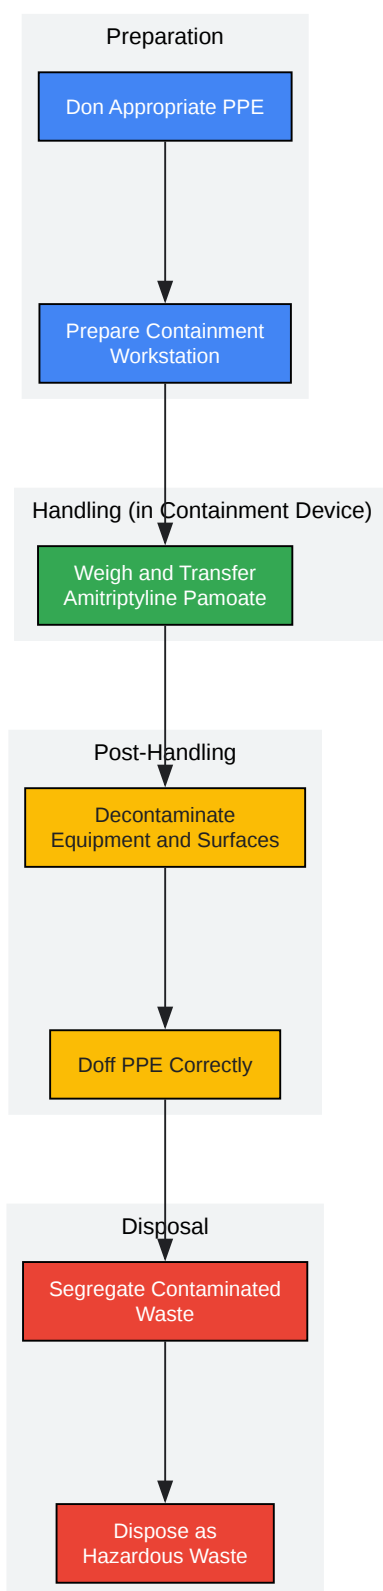 Preparation
Don Appropriate PPE
Prepare Containment
Workstation
Handling (in Containment Device)
Weigh and Transfer
Amitriptyline Pamoate
Post-Handling
Decontaminate
Equipment and Surfaces
Doff PPE Correctly
Disposal
Segregate Contaminated
Waste
Dispose as
Hazardous Waste